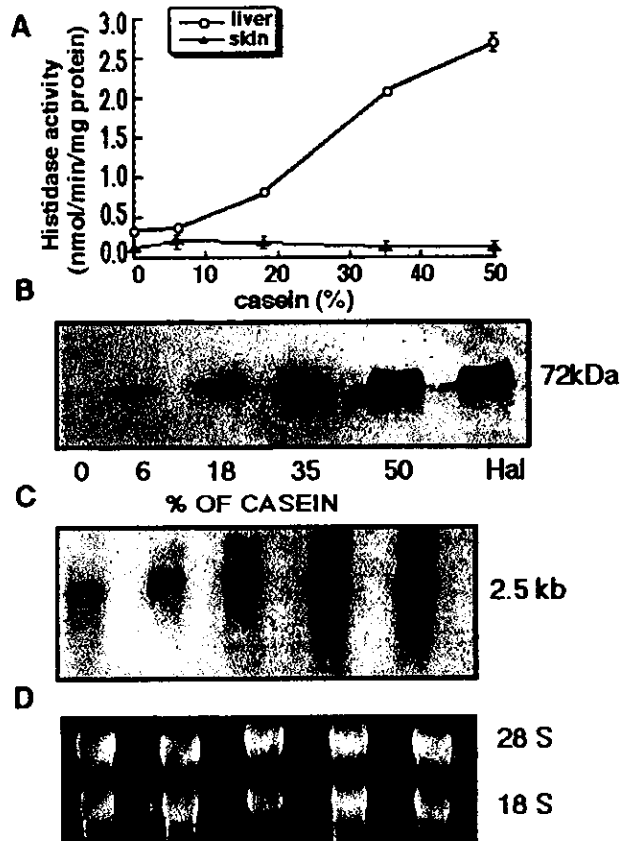 A
liver
skin
Histidase activity
(nmol/min/mg protein)
3.0
2.5
2.0
1.5
1.0
0.5
0.0
0 10 20 30 40 50
casein (%)
B
72kDa
0 6 18 35 50 Hal
% OF CASEIN
C
2.5 kb
D
28 S
18 S